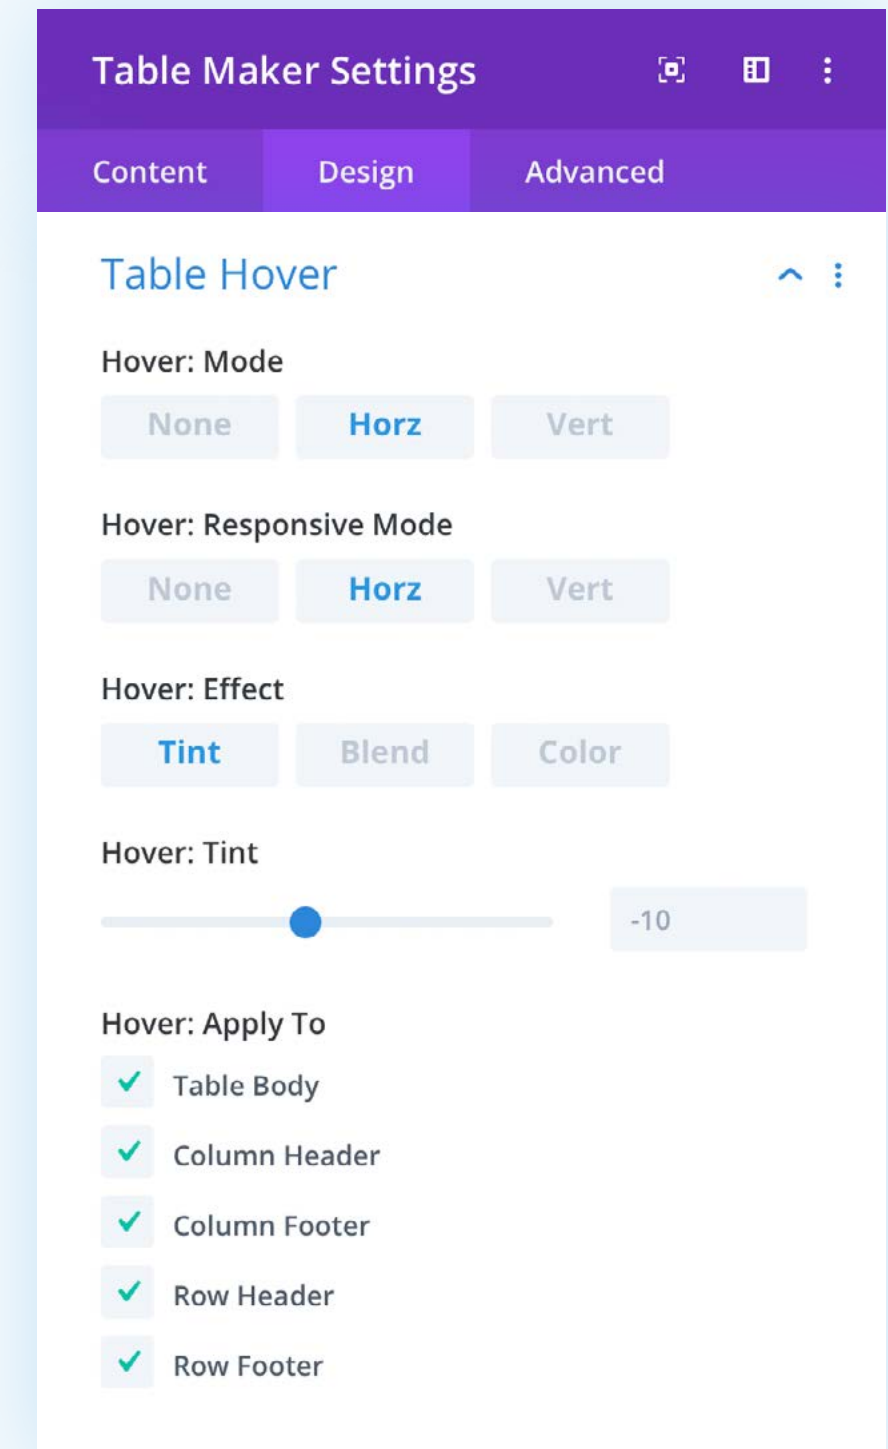 Table Maker Settings
Content Design Advanced
Table Hover
Hover: Mode
None Horz Vert
Hover: Responsive Mode
None Horz Vert
Hover: Effect
Tint Blend Color
Hover: Tint
-10
Hover: Apply To
Table Body
Column Header
Column Footer
Row Header
Row Footer